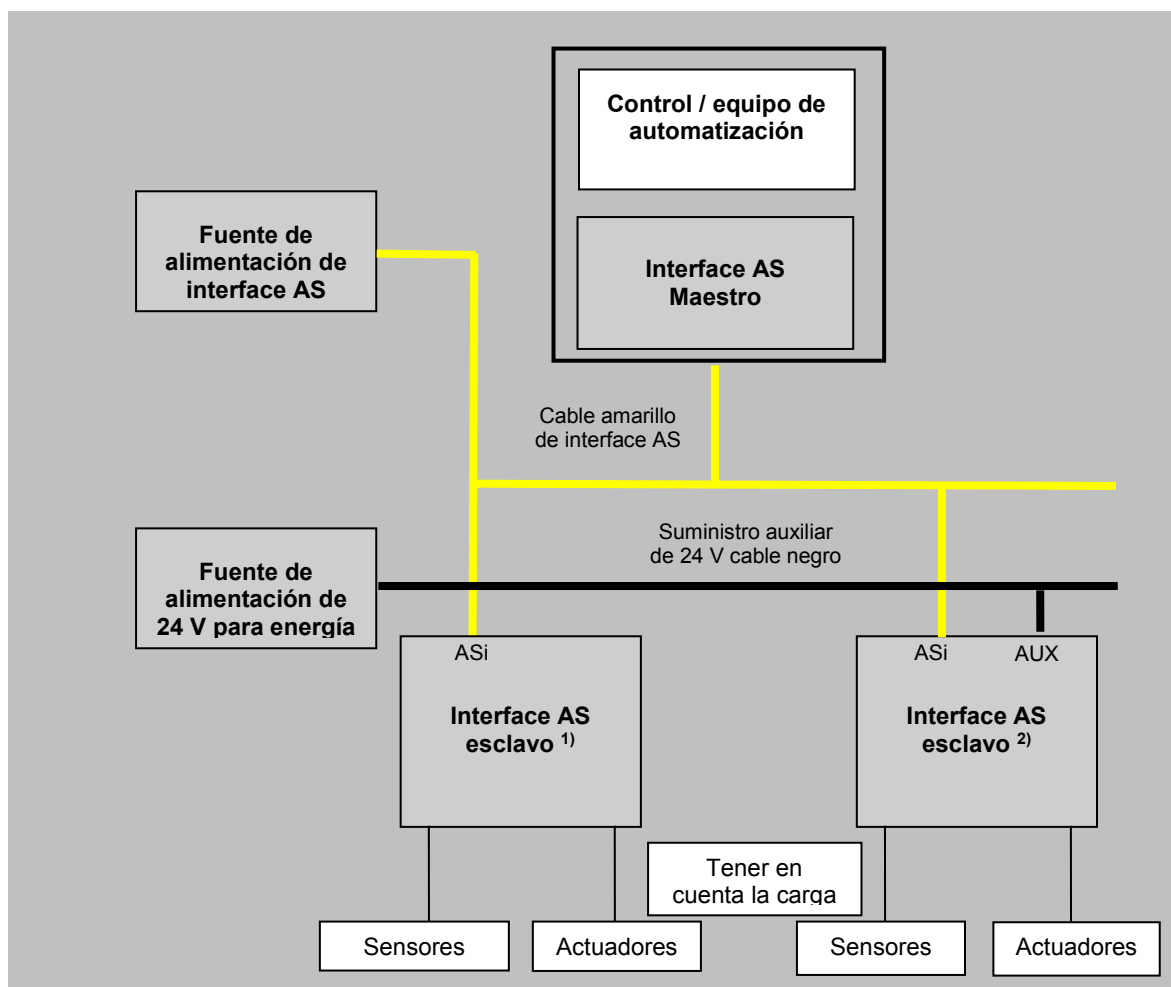 Control / equipo de
automatización
Fuente de
alimentación de
interface AS
Interface AS
Maestro
Cable amarillo
de interface AS
Suministro auxiliar
de 24 V cable negro
Fuente de
alimentación de
24 V para energía
ASi
ASi
AUX
Interface AS
esclavo 1)
Interface AS
esclavo 2)
Tener en
cuenta la carga
Sensores
Actuadores
Sensores
Actuadores